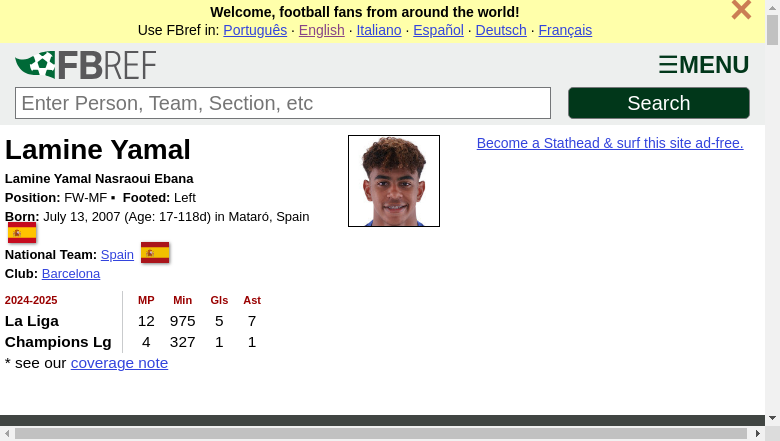 Welcome, football fans from around the world!
Use FBref in: Português · English · Italiano · Español · Deutsch · Français
FBREF
☰MENU
Enter Person, Team, Section, etc
Search
Lamine Yamal
Become a Stathead & surf this site ad-free.
Lamine Yamal Nasraoui Ebana
Position: FW-MF ▪ Footed: Left
Born: July 13, 2007 (Age: 17-118d) in Mataró, Spain
National Team: Spain
Club: Barcelona
2024-2025 MP Min Gls Ast
La Liga 12 975 5 7
Champions Lg 4 327 1 1
* see our coverage note